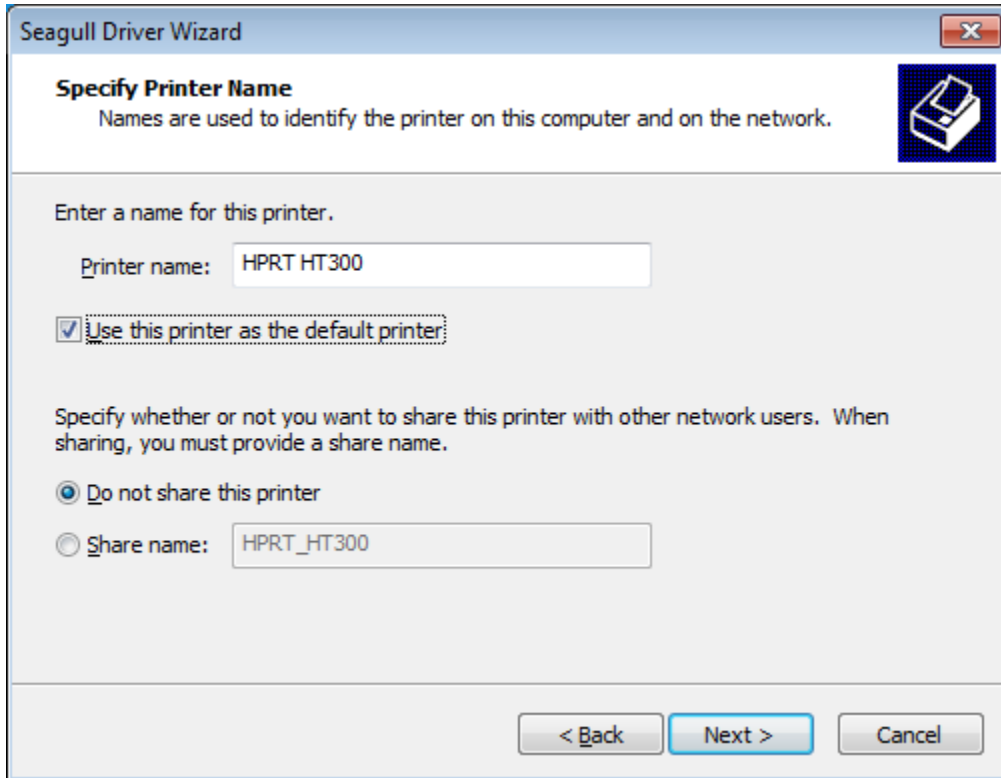 Seagull Driver Wizard
Specify Printer Name
Names are used to identify the printer on this computer and on the network.
Enter a name for this printer.
Printer name: HPRT HT300
Use this printer as the default printer
Specify whether or not you want to share this printer with other network users.  When
sharing, you must provide a share name.
Do not share this printer
Share name: HPRT_HT300
< Back Next > Cancel